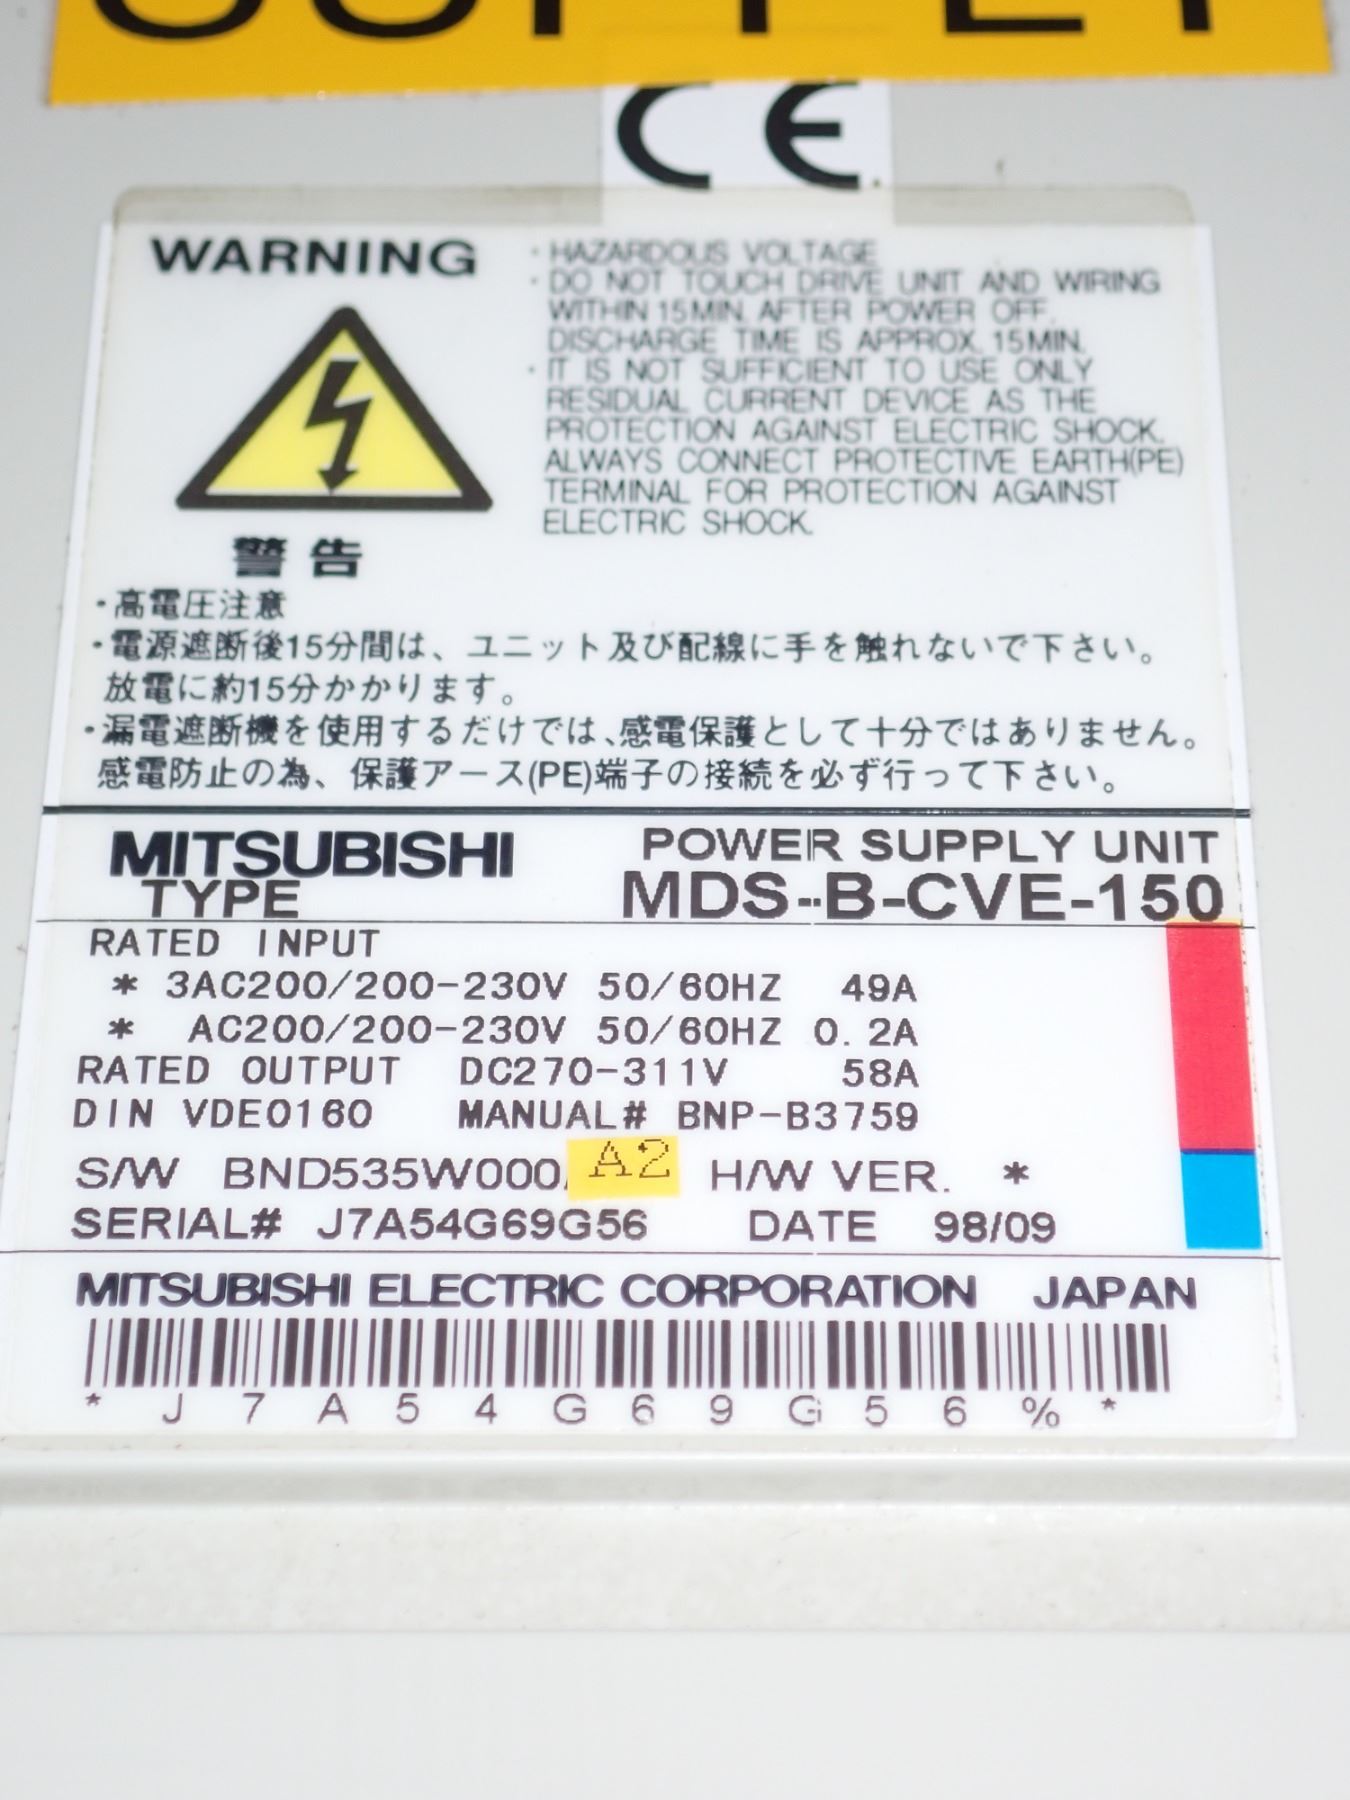 SUPPLY
CE
WARNING
・HAZARDOUS VOLTAGE
・DO NOT TOUCH DRIVE UNIT AND WIRING
WITHIN 15MIN. AFTER POWER OFF.
DISCHARGE TIME IS APPROX. 15MIN.
・IT IS NOT SUFFICIENT TO USE ONLY
RESIDUAL CURRENT DEVICE AS THE
PROTECTION AGAINST ELECTRIC SHOCK.
ALWAYS CONNECT PROTECTIVE EARTH(PE)
TERMINAL FOR PROTECTION AGAINST
ELECTRIC SHOCK.
警告
・高電圧注意
・電源遮断後15分間は、ユニット及び配線に手を触れないで下さい。
放電に約15分かかります。
・漏電遮断機を使用するだけでは、感電保護として十分ではありません。
感電防止の為、保護アース(PE)端子の接続を必ず行って下さい。
MITSUBISHI POWER SUPPLY UNIT
TYPE MDS-B-CVE-150
RATED INPUT
* 3AC200/200-230V 50/60HZ 49A
* AC200/200-230V 50/60HZ 0.2A
RATED OUTPUT DC270-311V 58A
DIN VDE0160 MANUAL# BNP-B3759
S/W BND535W000 A2 H/W VER. *
SERIAL# J7A54G69G56 DATE 98/09
MITSUBISHI ELECTRIC CORPORATION JAPAN
* J 7 A 5 4 G 6 9 G 5 6 % *